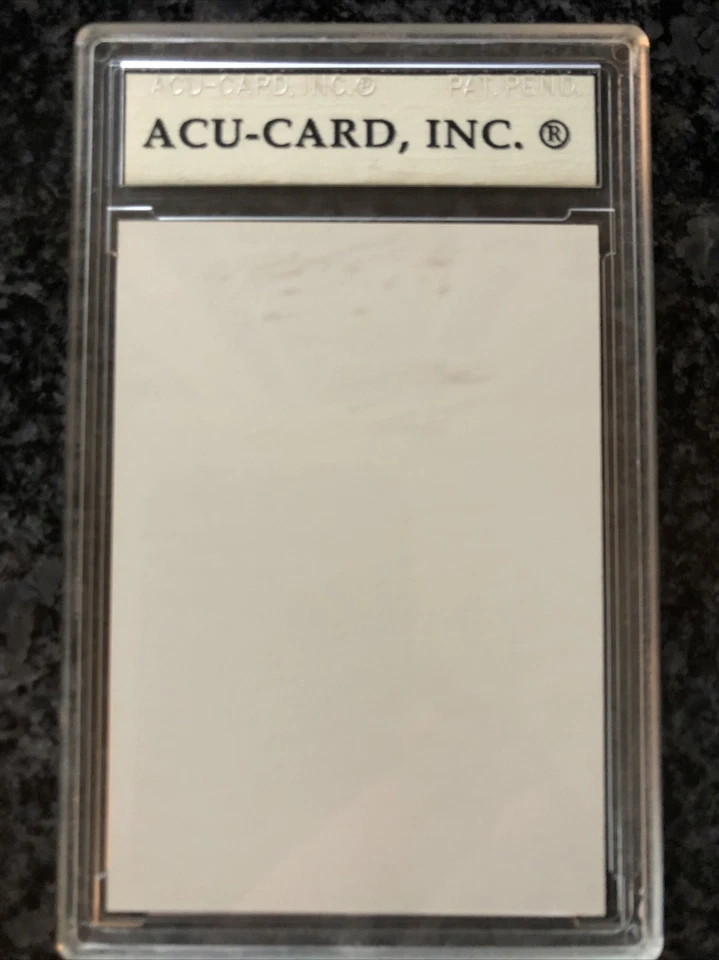 ACU-CARD, INC.® PAT. PEND.
ACU-CARD, INC. ®